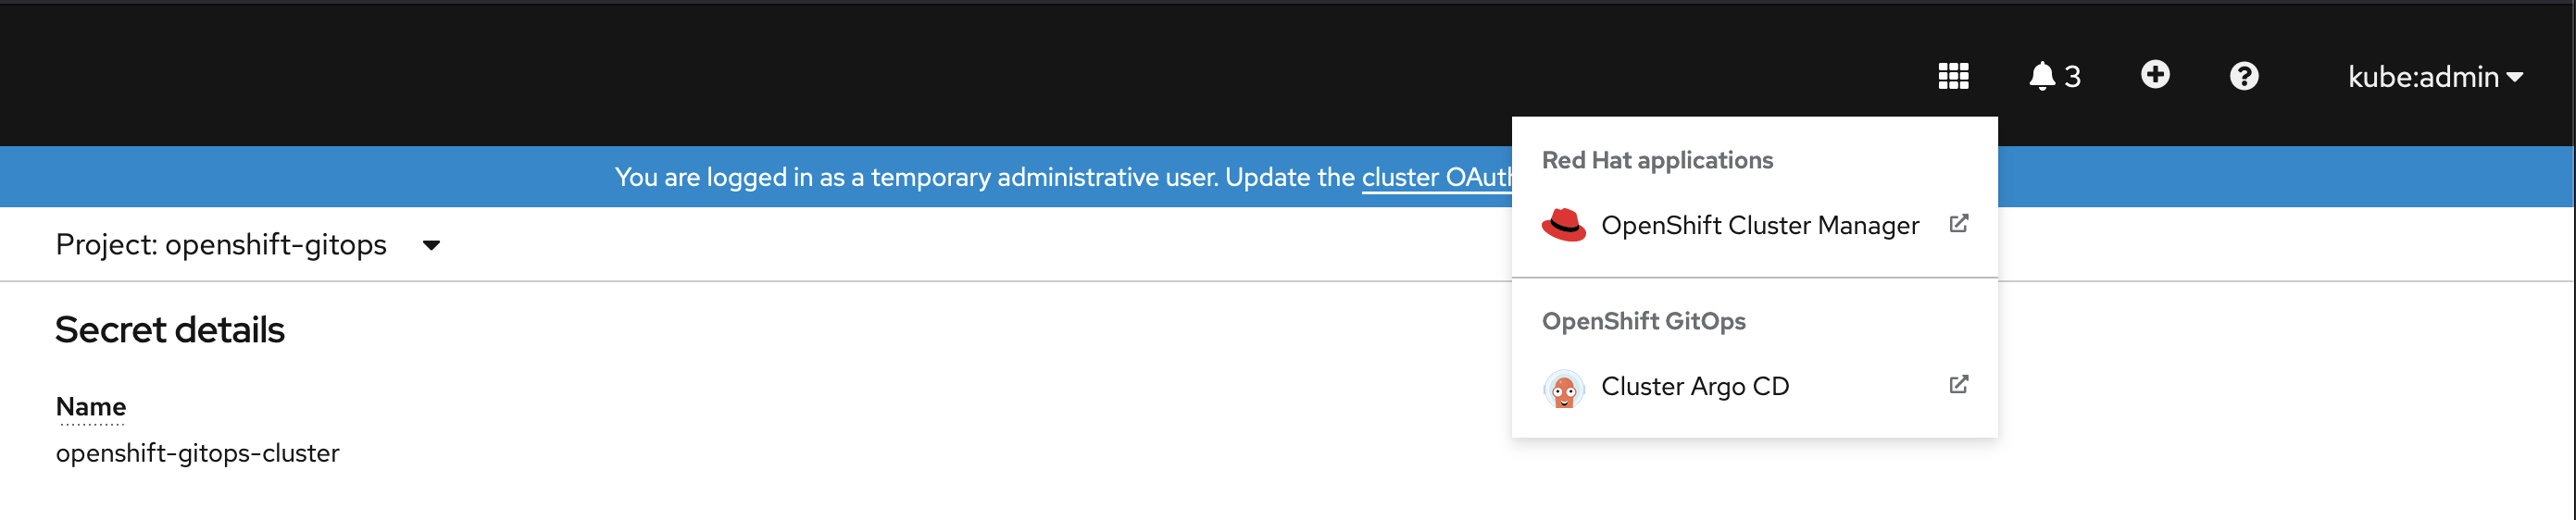 3
kube:admin
You are logged in as a temporary administrative user. Update the cluster OAuth
Red Hat applications
OpenShift Cluster Manager
OpenShift GitOps
Cluster Argo CD
Project: openshift-gitops
Secret details
Name
openshift-gitops-cluster